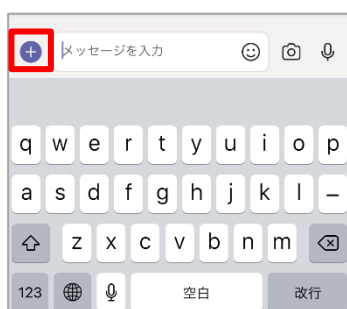 メッセージを入力
q w e r t y u i o p
a s d f g h j k l –
z x c v b n m
123 空白 改行